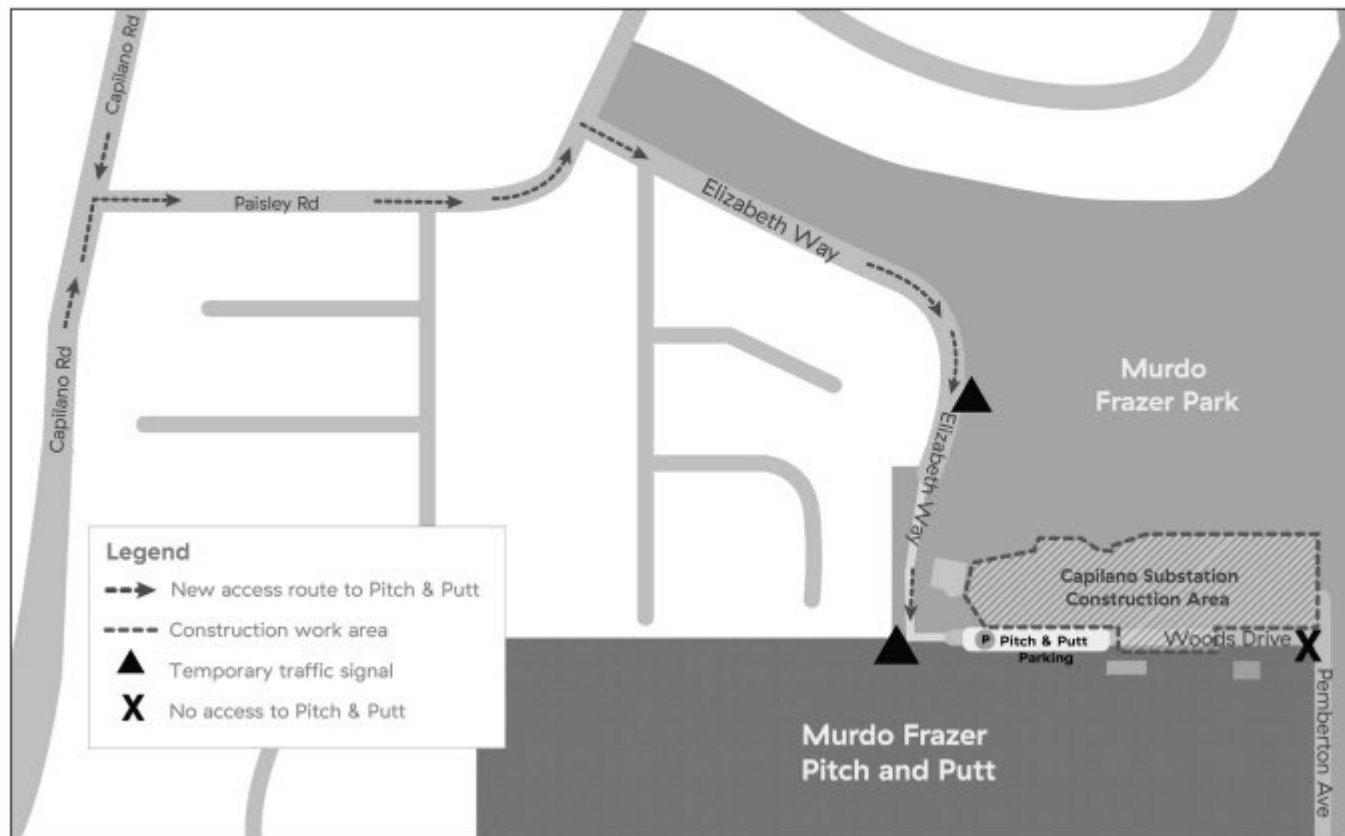 Capilano Rd
Paisley Rd
Elizabeth Way
Capilano Rd
Murdo
Frazer Park
Elizabeth Way
Legend
New access route to Pitch & Putt
Construction work area
Temporary traffic signal
X No access to Pitch & Putt
Capilano Substation
Construction Area
P Pitch & Putt
Parking
Woods Drive
X
Pemberton Ave
Murdo Frazer
Pitch and Putt